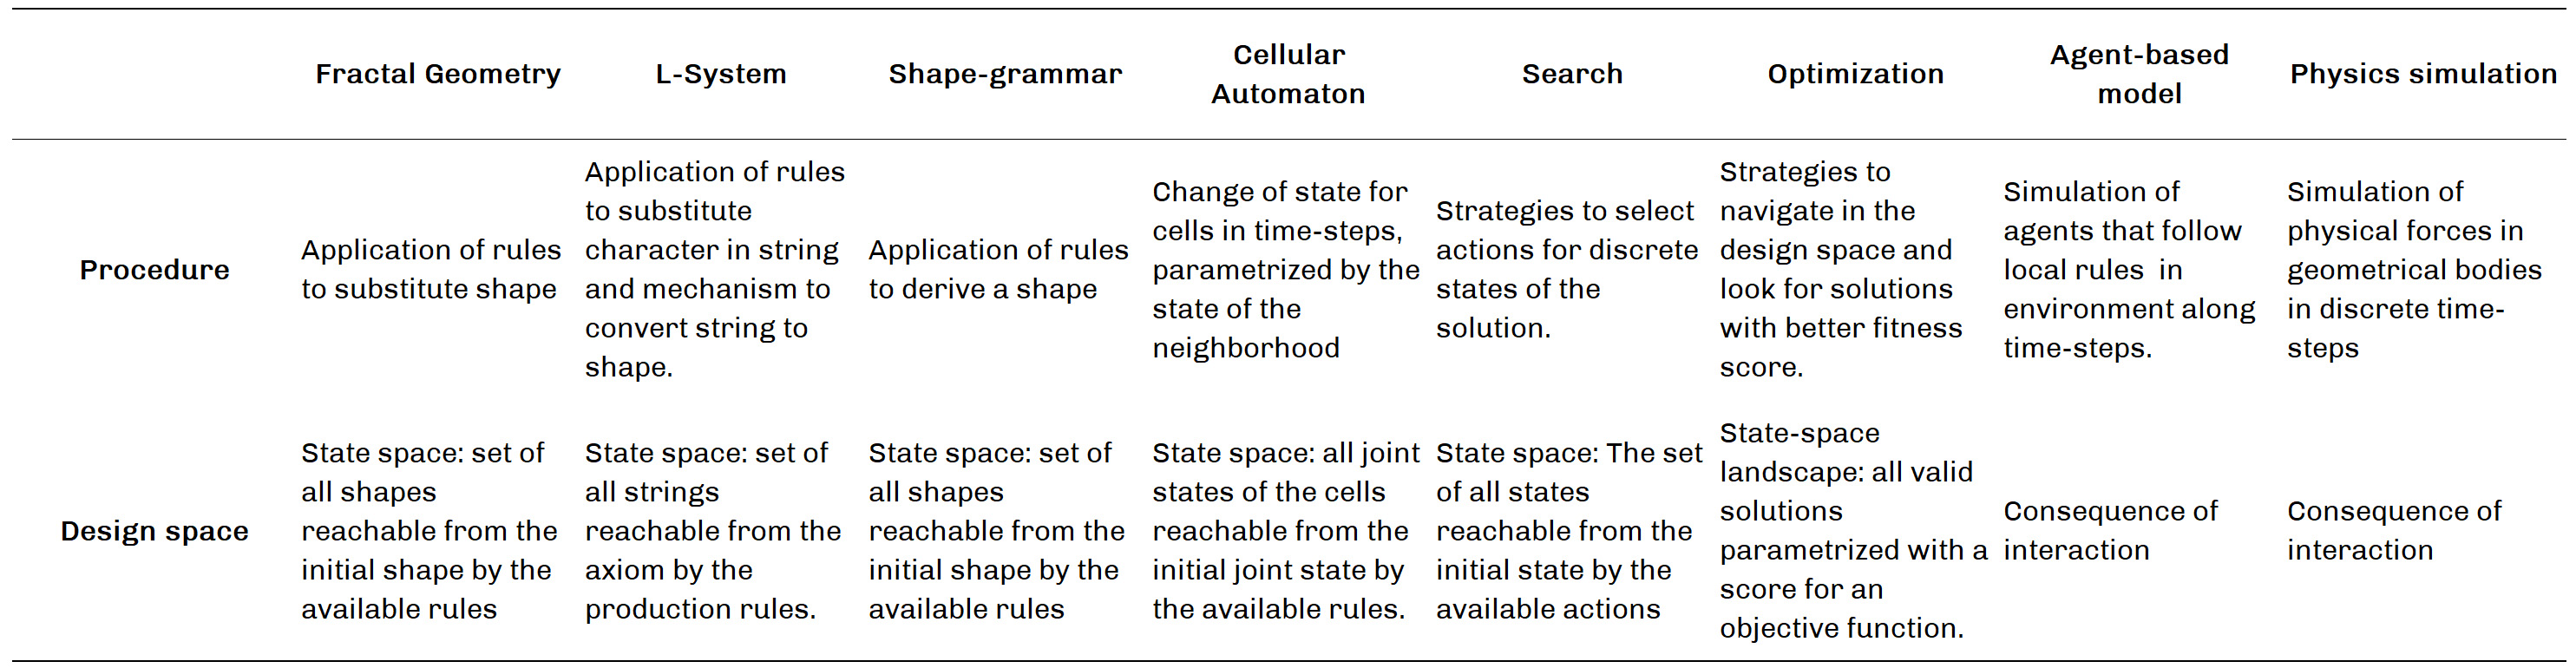 Fractal Geometry
L-System
Shape-grammar
Cellular
Automaton
Search
Optimization
Agent-based
model
Physics simulation
Procedure
Application of rules
to substitute shape
Application of rules
to substitute
character in string
and mechanism to
convert string to
shape.
Application of rules
to derive a shape
Change of state for
cells in time-steps,
parametrized by the
state of the
neighborhood
Strategies to select
actions for discrete
states of the
solution.
Strategies to
navigate in the
design space and
look for solutions
with better fitness
score.
Simulation of
agents that follow
local rules in
environment along
time-steps.
Simulation of
physical forces in
geometrical bodies
in discrete time-
steps
Design space
State space: set of
all shapes
reachable from the
initial shape by the
available rules
State space: set of
all strings
reachable from the
axiom by the
production rules.
State space: set of
all shapes
reachable from the
initial shape by the
available rules
State space: all joint
states of the cells
reachable from the
initial joint state by
the available rules.
State space: The set
of all states
reachable from the
initial state by the
available actions
State-space
landscape: all valid
solutions
parametrized with a
score for an
objective function.
Consequence of
interaction
Consequence of
interaction